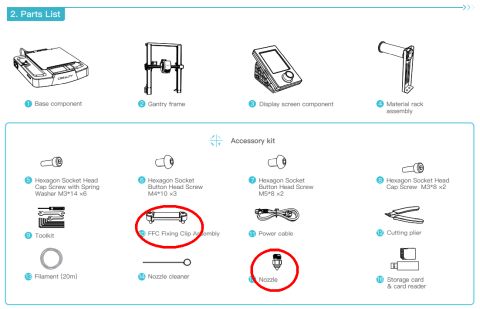 2. Parts List
1 Base component
2 Gantry frame
3 Display screen component
4 Material rack
assembly
Accessory kit
5 Hexagon Socket Head
Cap Screw with Spring
Washer M3*14 ×6
6 Hexagon Socket
Button Head Screw
M4*10 ×3
7 Hexagon Socket
Button Head Screw
M5*8 ×2
8 Hexagon Socket Head
Cap Screw M3*8 ×2
9 Toolkit
10 FFC Fixing Clip Assembly
11 Power cable
12 Cutting plier
13 Filament (20m)
14 Nozzle cleaner
15 Nozzle
16 Storage card
& card reader